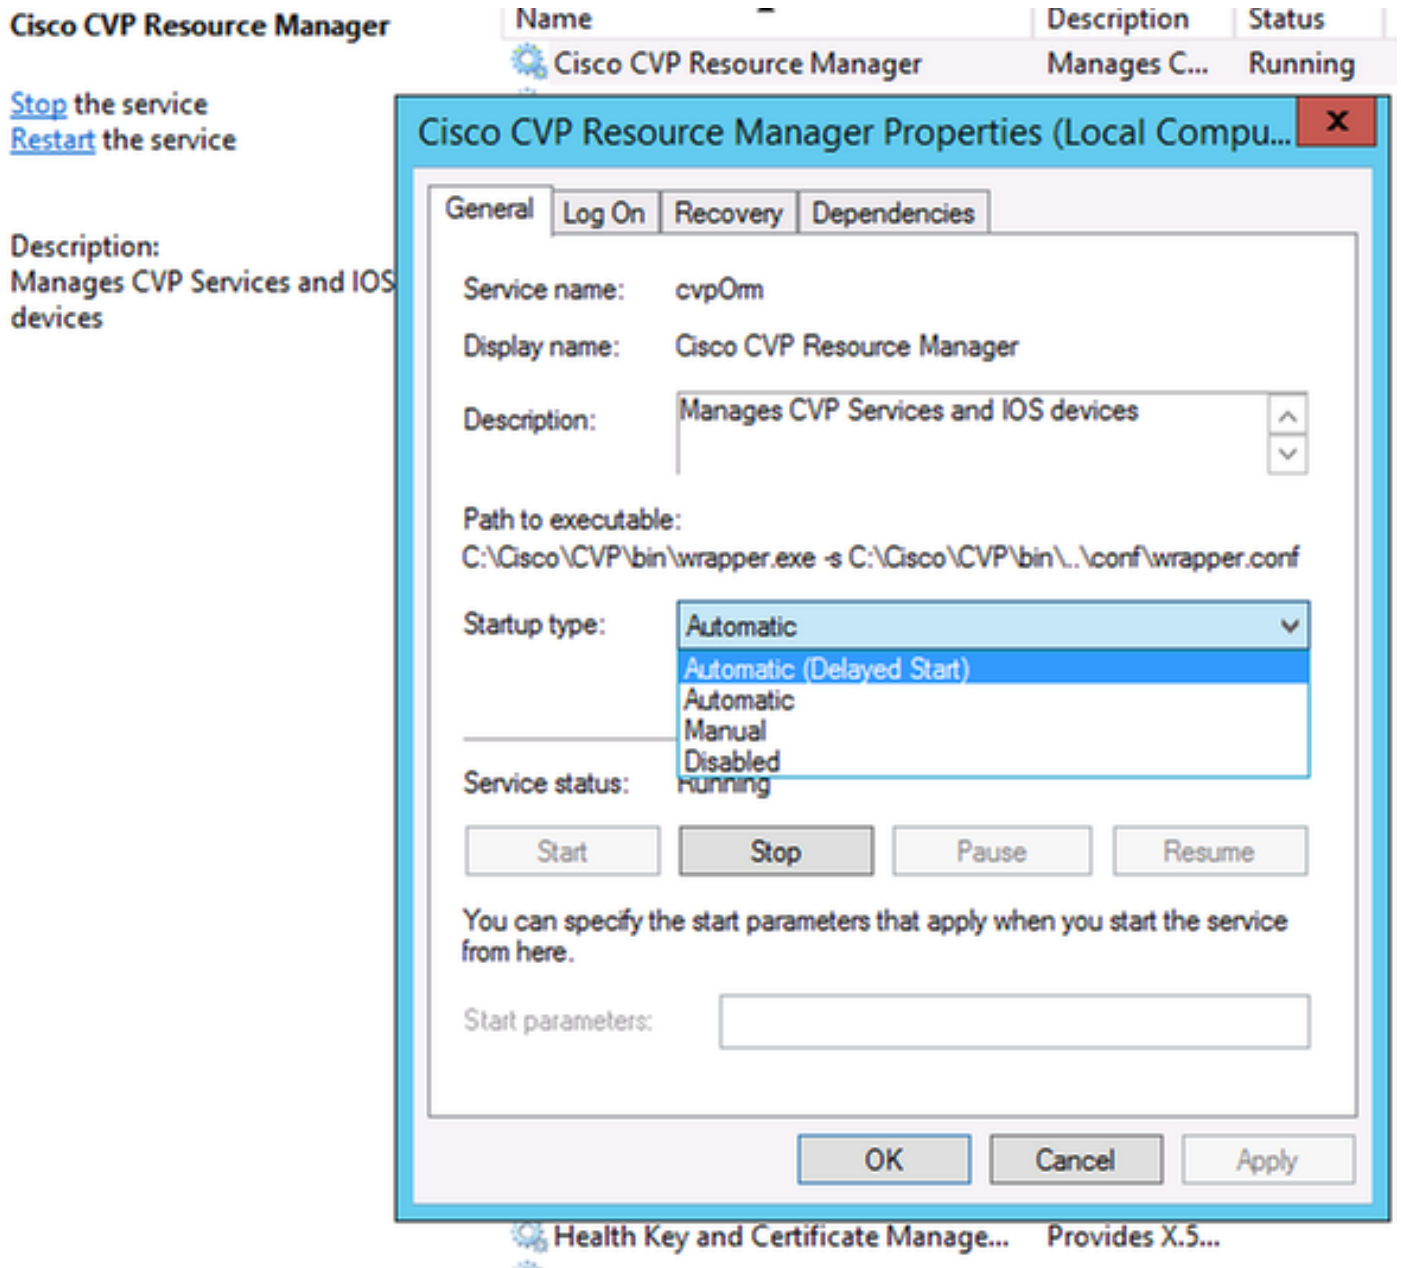 Cisco CVP Resource Manager
Stop the service
Restart the service
Description:
Manages CVP Services and IOS
devices
Name Description Status
Cisco CVP Resource Manager Manages C... Running
Cisco CVP Resource Manager Properties (Local Compu...
General Log On Recovery Dependencies
Service name: cvpOrm
Display name: Cisco CVP Resource Manager
Description: Manages CVP Services and IOS devices
Path to executable:
C:\Cisco\CVP\bin\wrapper.exe -s C:\Cisco\CVP\bin\..\conf\wrapper.conf
Startup type: Automatic
Automatic (Delayed Start)
Automatic
Manual
Disabled
Service status: Running
Start Stop Pause Resume
You can specify the start parameters that apply when you start the service
from here.
Start parameters:
OK Cancel Apply
Health Key and Certificate Manage... Provides X.5...